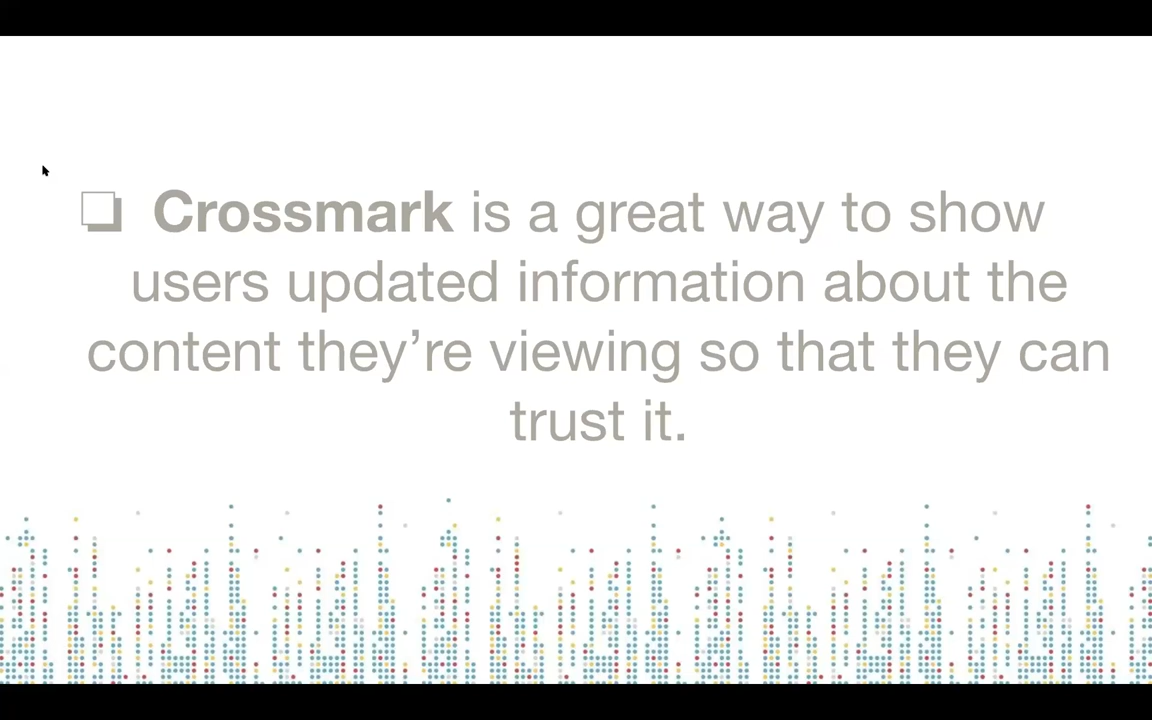 ❏ Crossmark is a great way to show
users updated information about the
content they’re viewing so that they can
trust it.